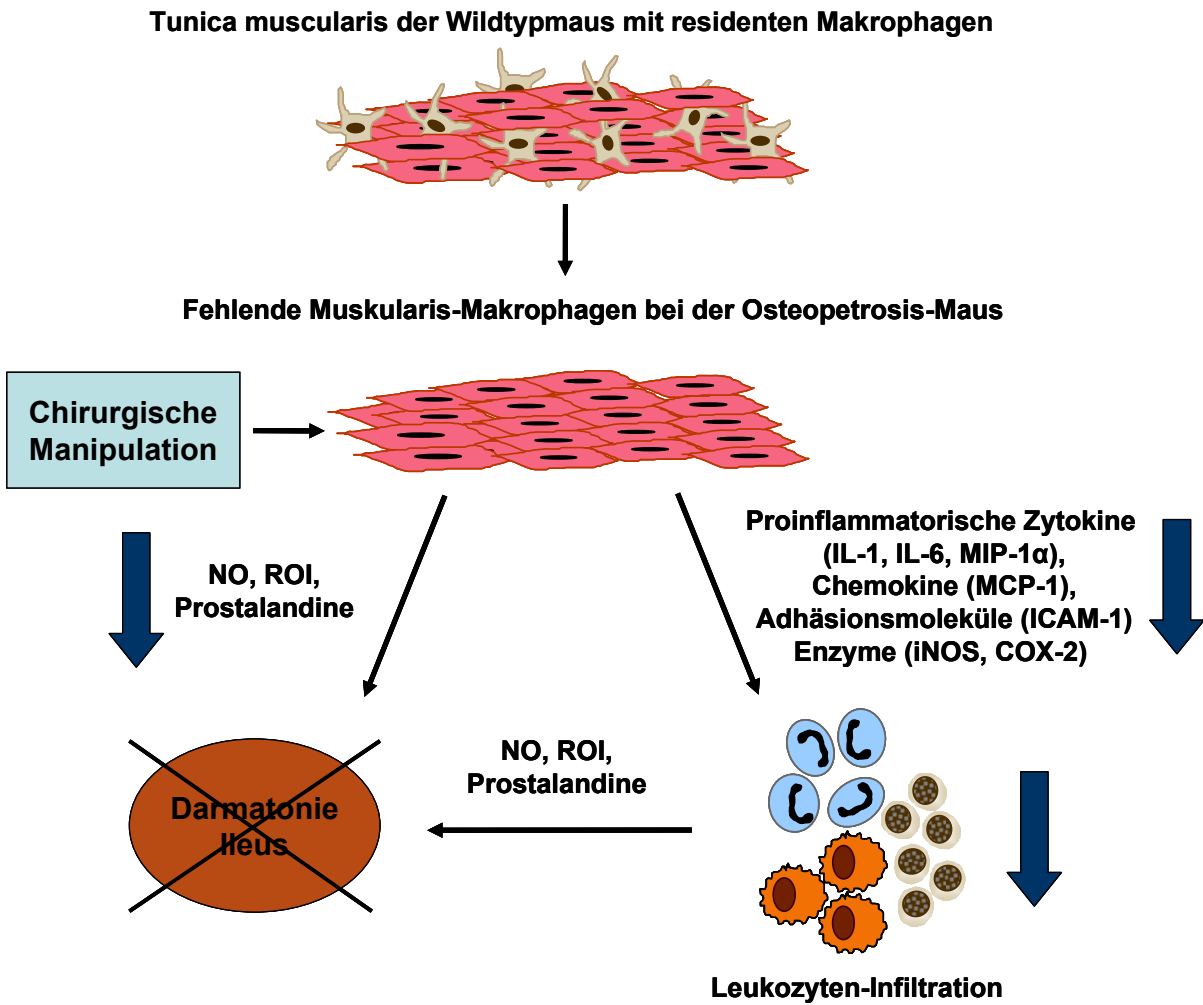 Tunica muscularis der Wildtypmaus mit residenten Makrophagen
Fehlende Muskularis-Makrophagen bei der Osteopetrosis-Maus
Chirurgische
Manipulation
Proinflammatorische Zytokine
(IL-1, IL-6, MIP-1α),
Chemokine (MCP-1),
Adhäsionsmoleküle (ICAM-1)
Enzyme (iNOS, COX-2)
NO, ROI,
Prostalandine
NO, ROI,
Prostalandine
Darmatonie
Ileus
Leukozyten-Infiltration